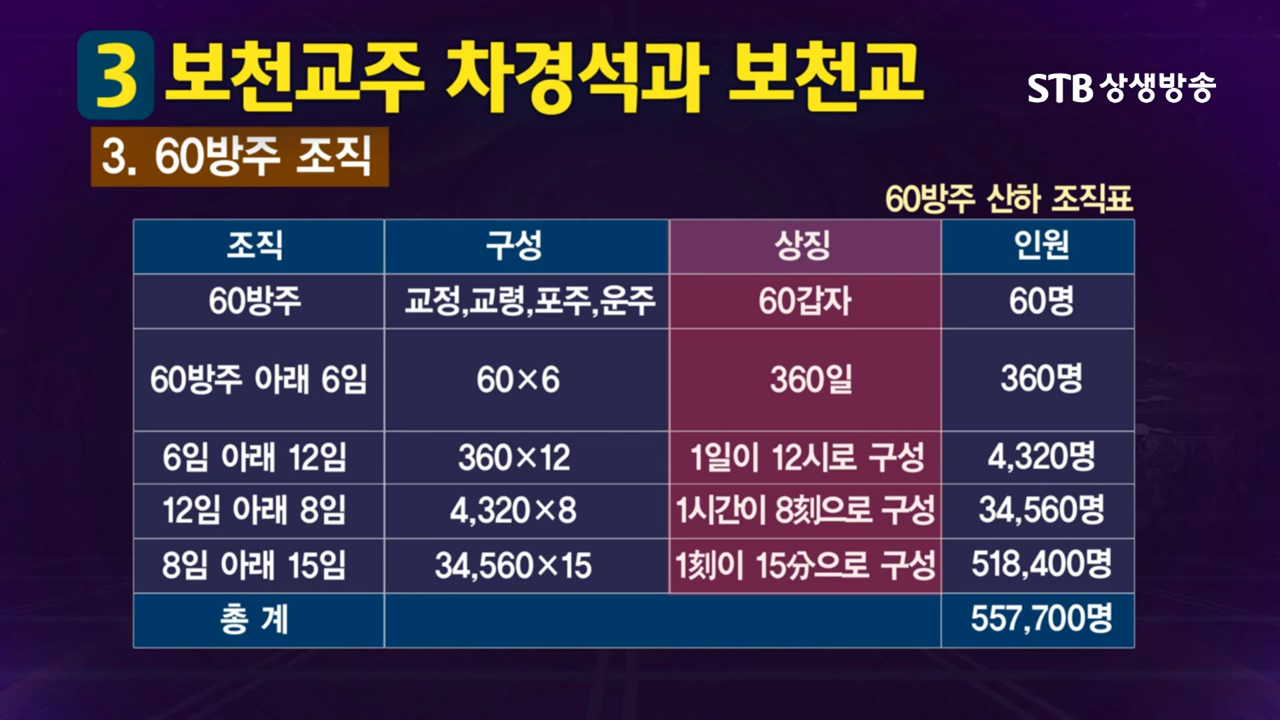 3 보천교주 차경석과 보천교
STB 상생방송
3. 60방주 조직
60방주 산하 조직표
조직 구성 상징 인원
60방주 교정,교령,포주,운주 60갑자 60명
60방주 아래 6임 60×6 360일 360명
6임 아래 12임 360×12 1일이 12시로 구성 4,320명
12임 아래 8임 4,320×8 1시간이 8刻으로 구성 34,560명
8임 아래 15임 34,560×15 1刻이 15分으로 구성 518,400명
총 계 557,700명